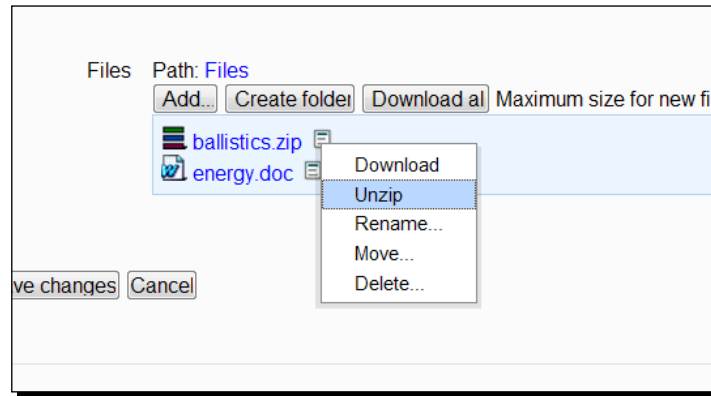 Files Path: Files
Add... Create folder Download al Maximum size for new fi
ballistics.zip
energy.doc
Download
Unzip
Rename...
Move...
Delete...
ve changes Cancel